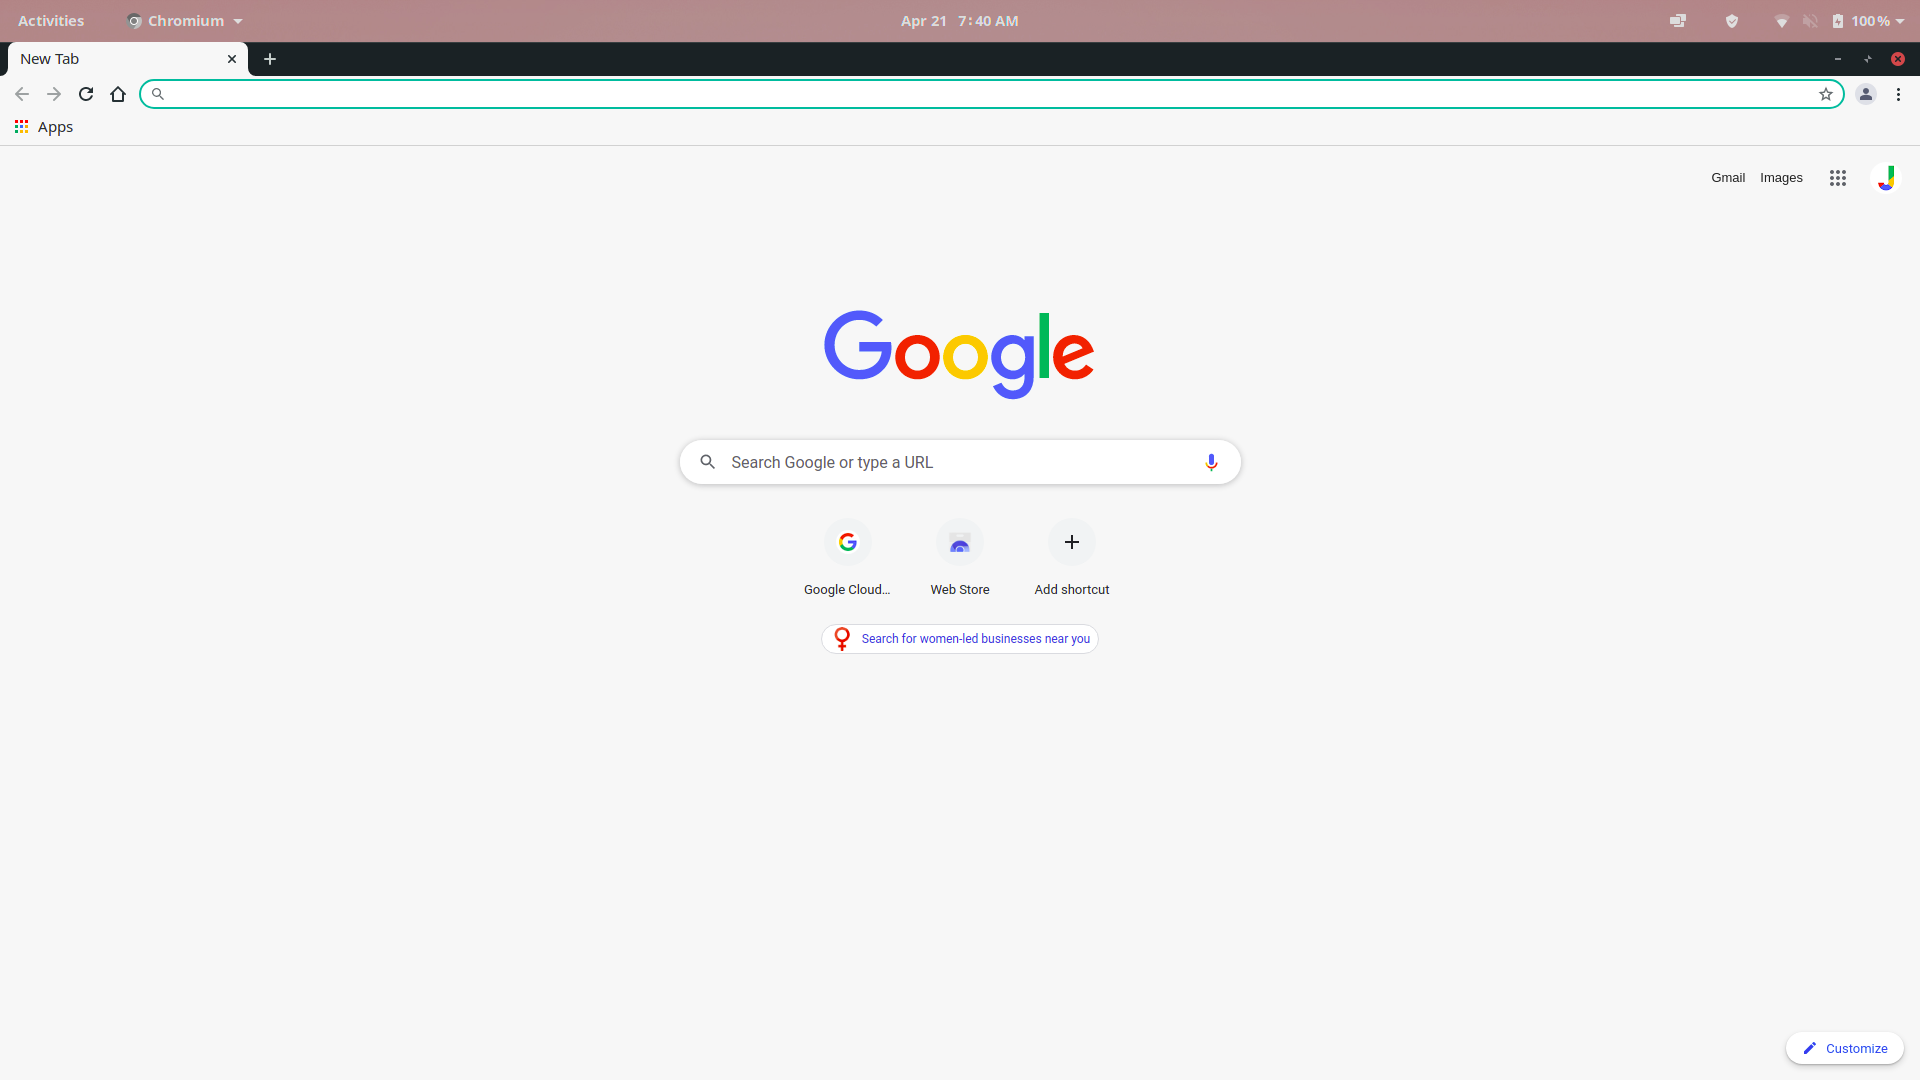 Activities Chromium Apr 21 7:40 AM 100%
New Tab
Apps
Gmail Images
Google
Search Google or type a URL
Google Cloud... Web Store Add shortcut
Search for women-led businesses near you
Customize